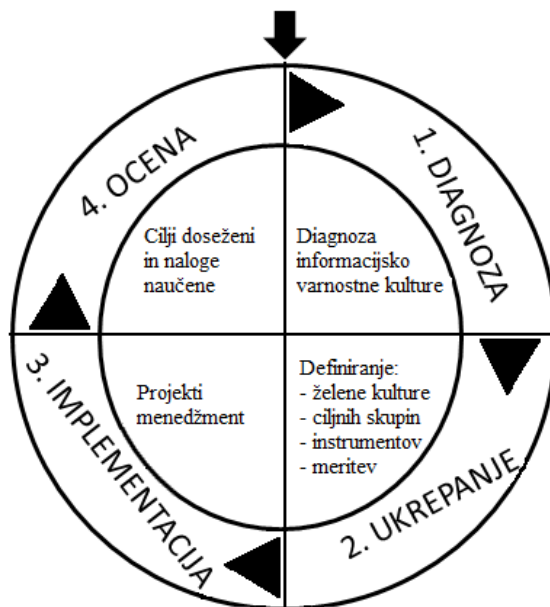 1. DIAGNOZA
Diagnoza
informacijsko
varnostne kulture
2. UKREPANJE
Definiranje:
- želene kulture
- ciljnih skupin
- instrumentov
- meritev
3. IMPLEMENTACIJA
Projekti
menedžment
4. OCENA
Cilji doseženi
in naloge
naučene